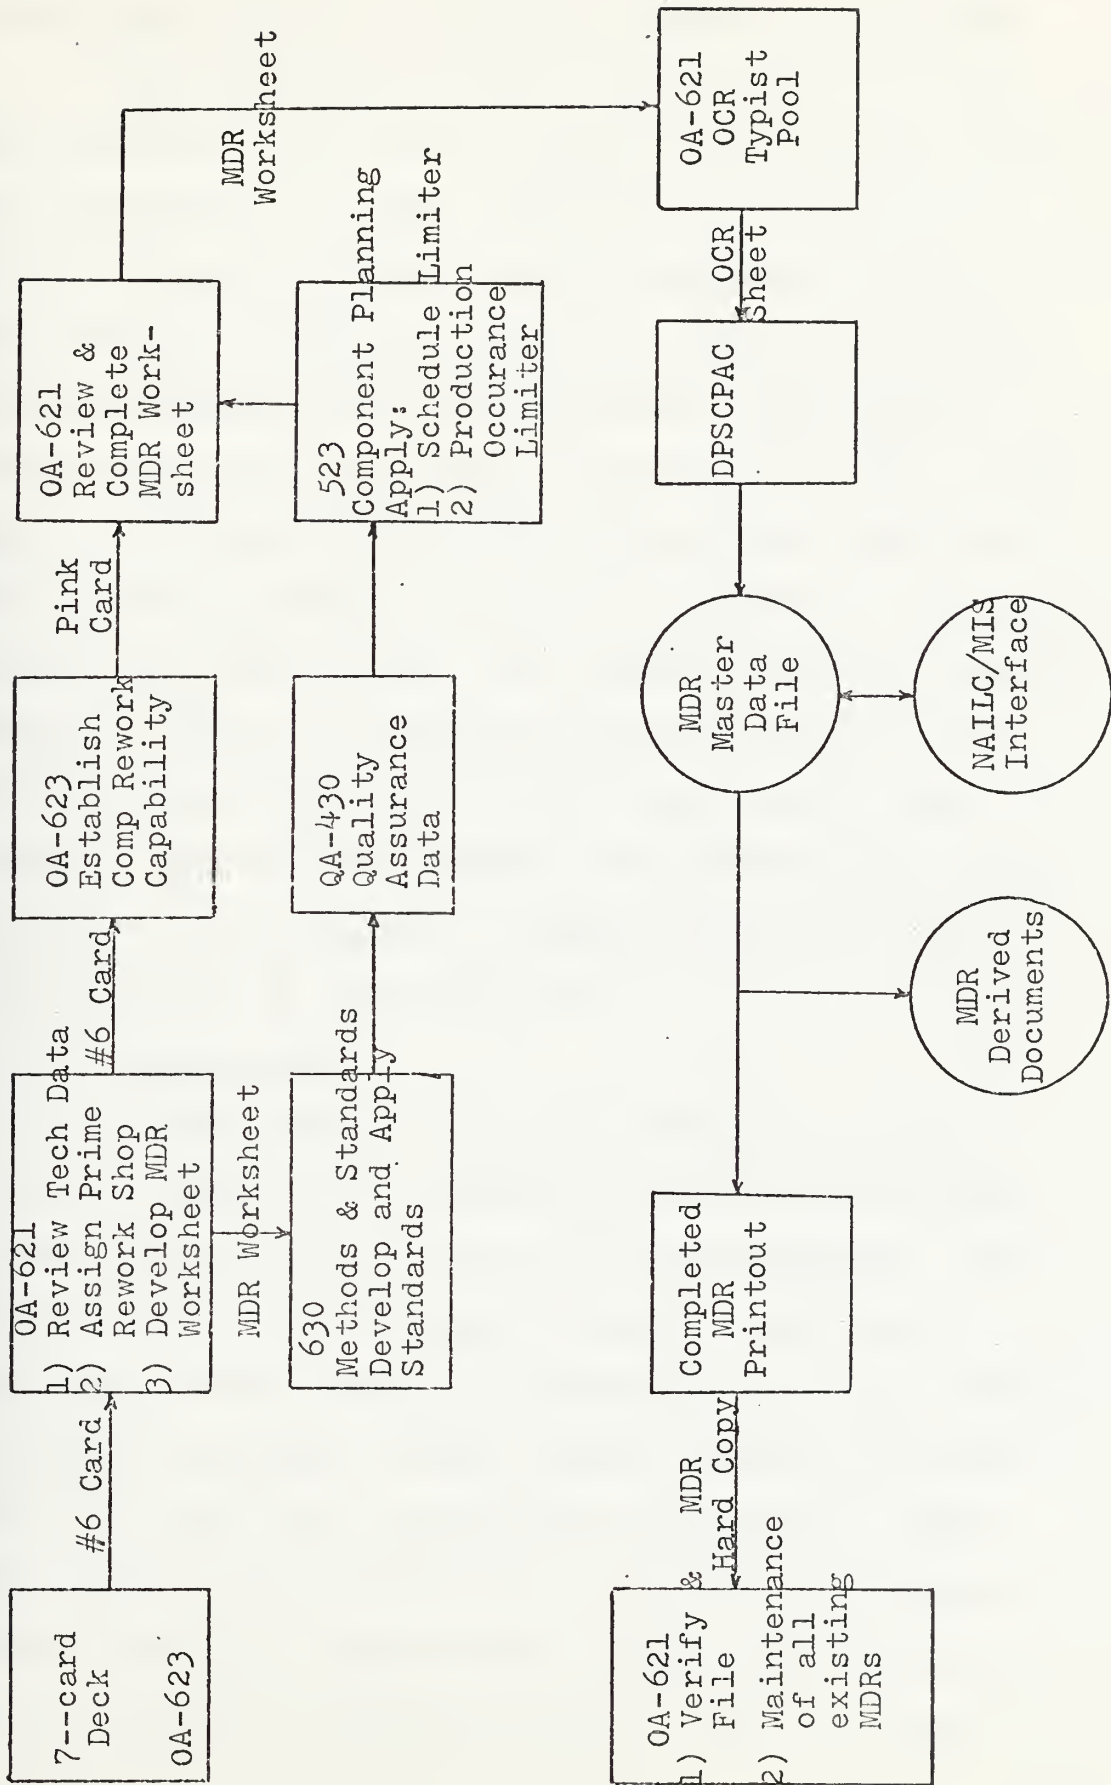 7--card
Deck
OA-623
#6 Card
OA-621
1) Review Tech Data
2) Assign Prime
Rework Shop
3) Develop MDR
Worksheet
#6 Card
OA-623
Establish
Comp Rework
Capability
Pink
Card
OA-621
Review &
Complete
MDR Work-
sheet
MDR
Worksheet
MDR Worksheet
630
Methods & Standards
Develop and Apply
Standards
QA-430
Quality
Assurance
Data
523
Component Planning
Apply:
1) Schedule Limiter
2) Production
Occurance
Limiter
OA-621
OCR
Typist
Pool
OCR
Sheet
DPSCPAC
MDR
Master
Data
File
NAILC/MIS
Interface
MDR
Derived
Documents
Completed
MDR
Printout
MDR
Hard Copy
OA-621
1) Verify &
File
2) Maintenance
of all
existing
MDRs